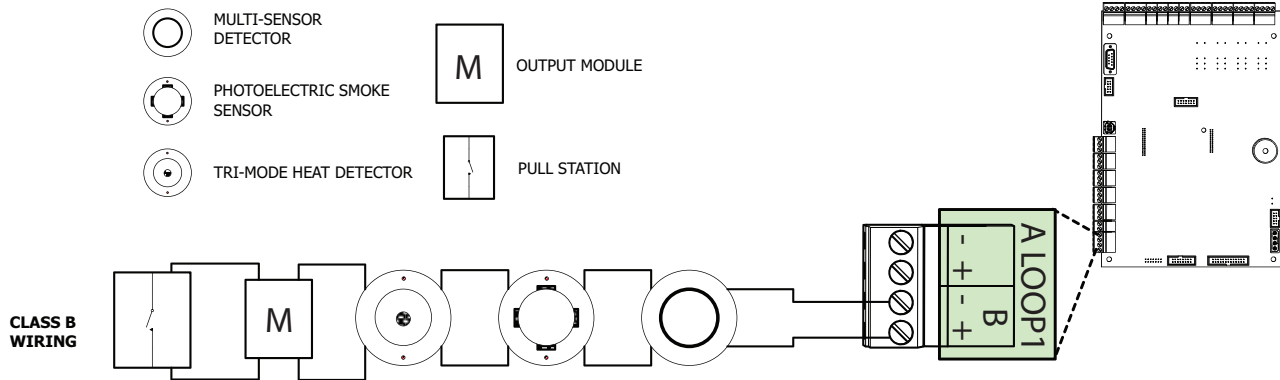 MULTI-SENSOR
DETECTOR
M
OUTPUT MODULE
PHOTOELECTRIC SMOKE
SENSOR
TRI-MODE HEAT DETECTOR
PULL STATION
CLASS B
WIRING
M
- + - +
A LOOP1
B